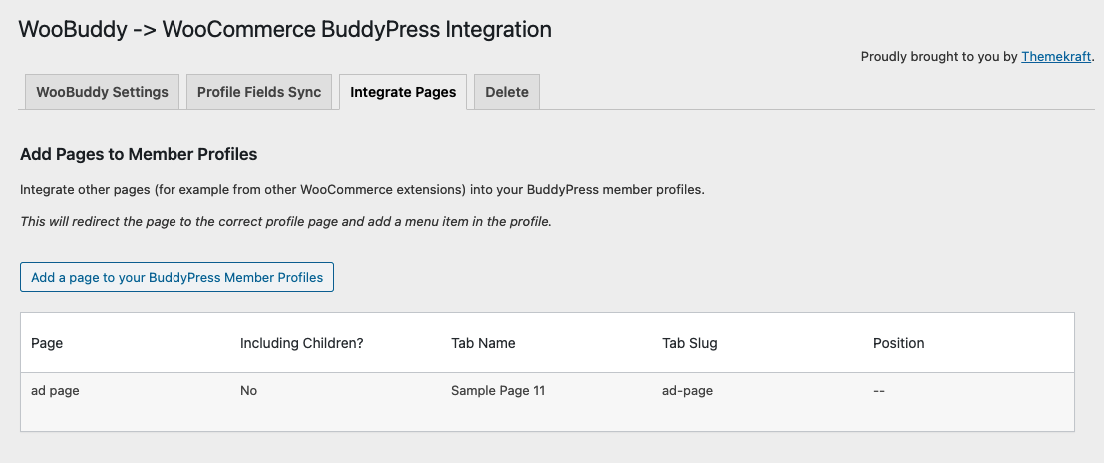 WooBuddy -> WooCommerce BuddyPress Integration
Proudly brought to you by Themekraft.
WooBuddy Settings Profile Fields Sync Integrate Pages Delete
Add Pages to Member Profiles
Integrate other pages (for example from other WooCommerce extensions) into your BuddyPress member profiles.
This will redirect the page to the correct profile page and add a menu item in the profile.
Add a page to your BuddyPress Member Profiles
Page Including Children? Tab Name Tab Slug Position
ad page No Sample Page 11 ad-page --